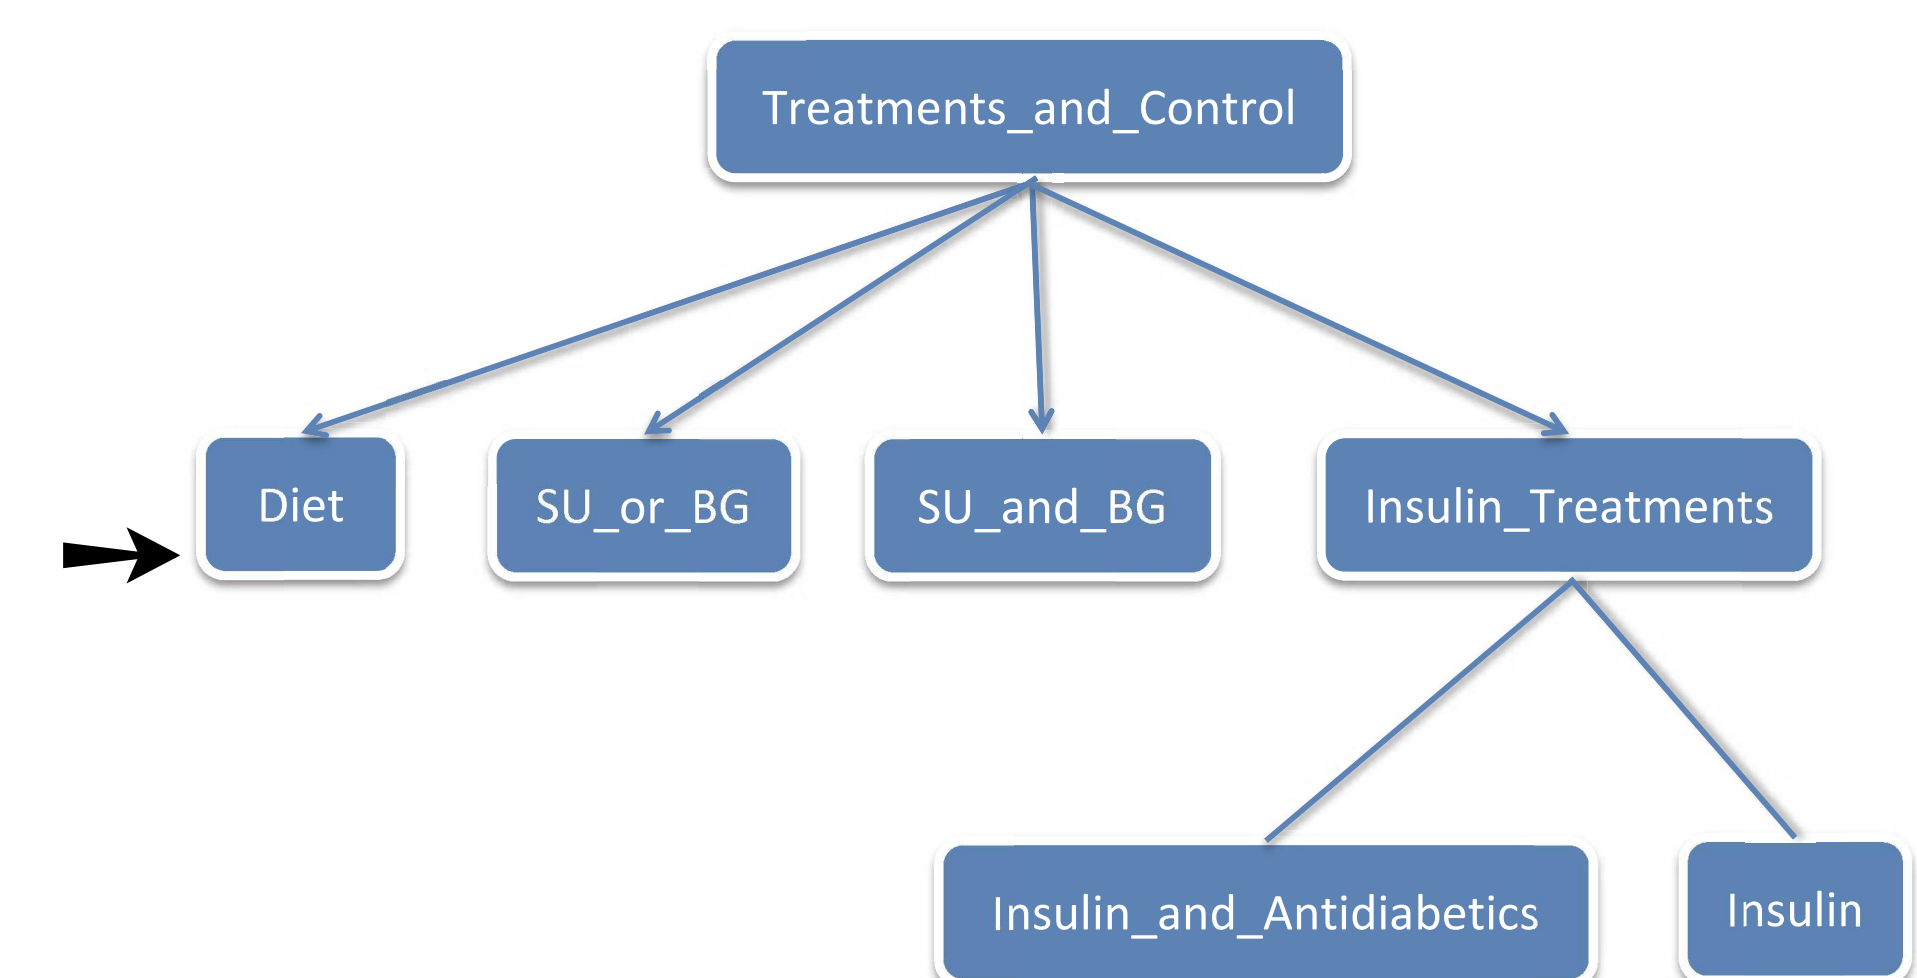 Treatments_and_Control
Diet
SU_or_BG
SU_and_BG
Insulin_Treatments
Insulin_and_Antidiabetics
Insulin